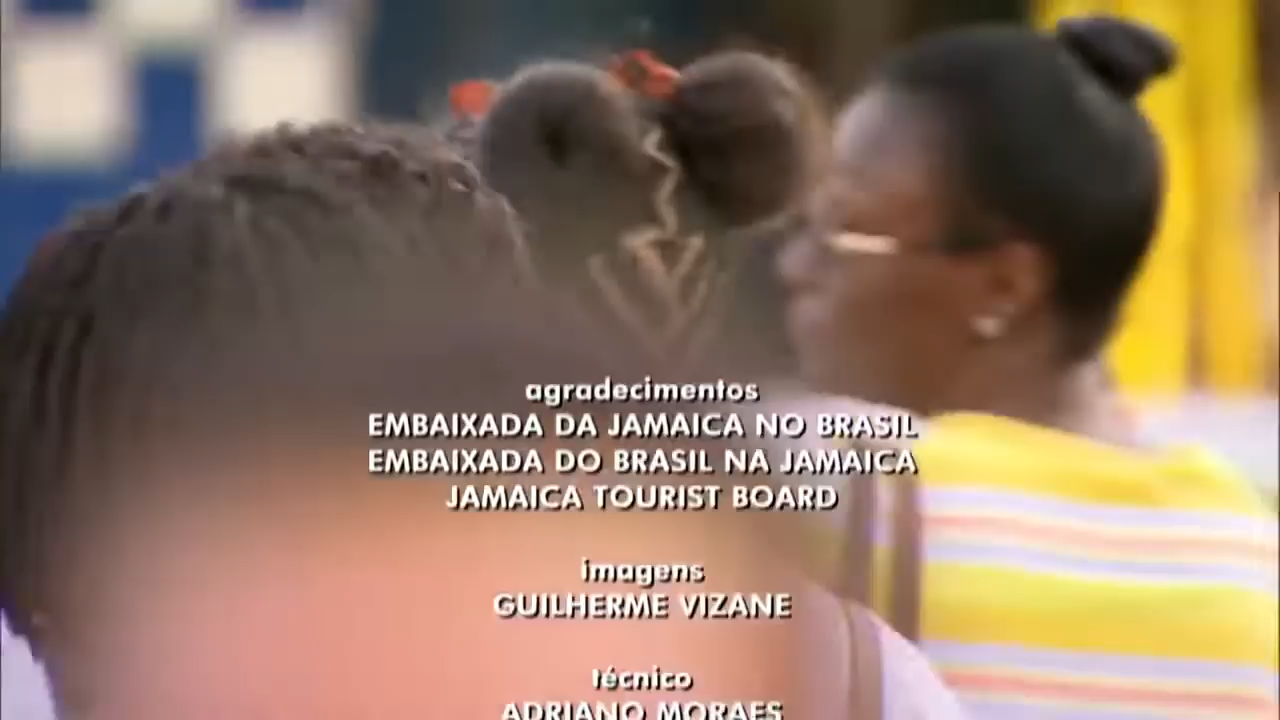 agradecimentos
EMBAIXADA DA JAMAICA NO BRASIL
EMBAIXADA DO BRASIL NA JAMAICA
JAMAICA TOURIST BOARD
imagens
GUILHERME VIZANE
técnico
ADRIANO MORAES